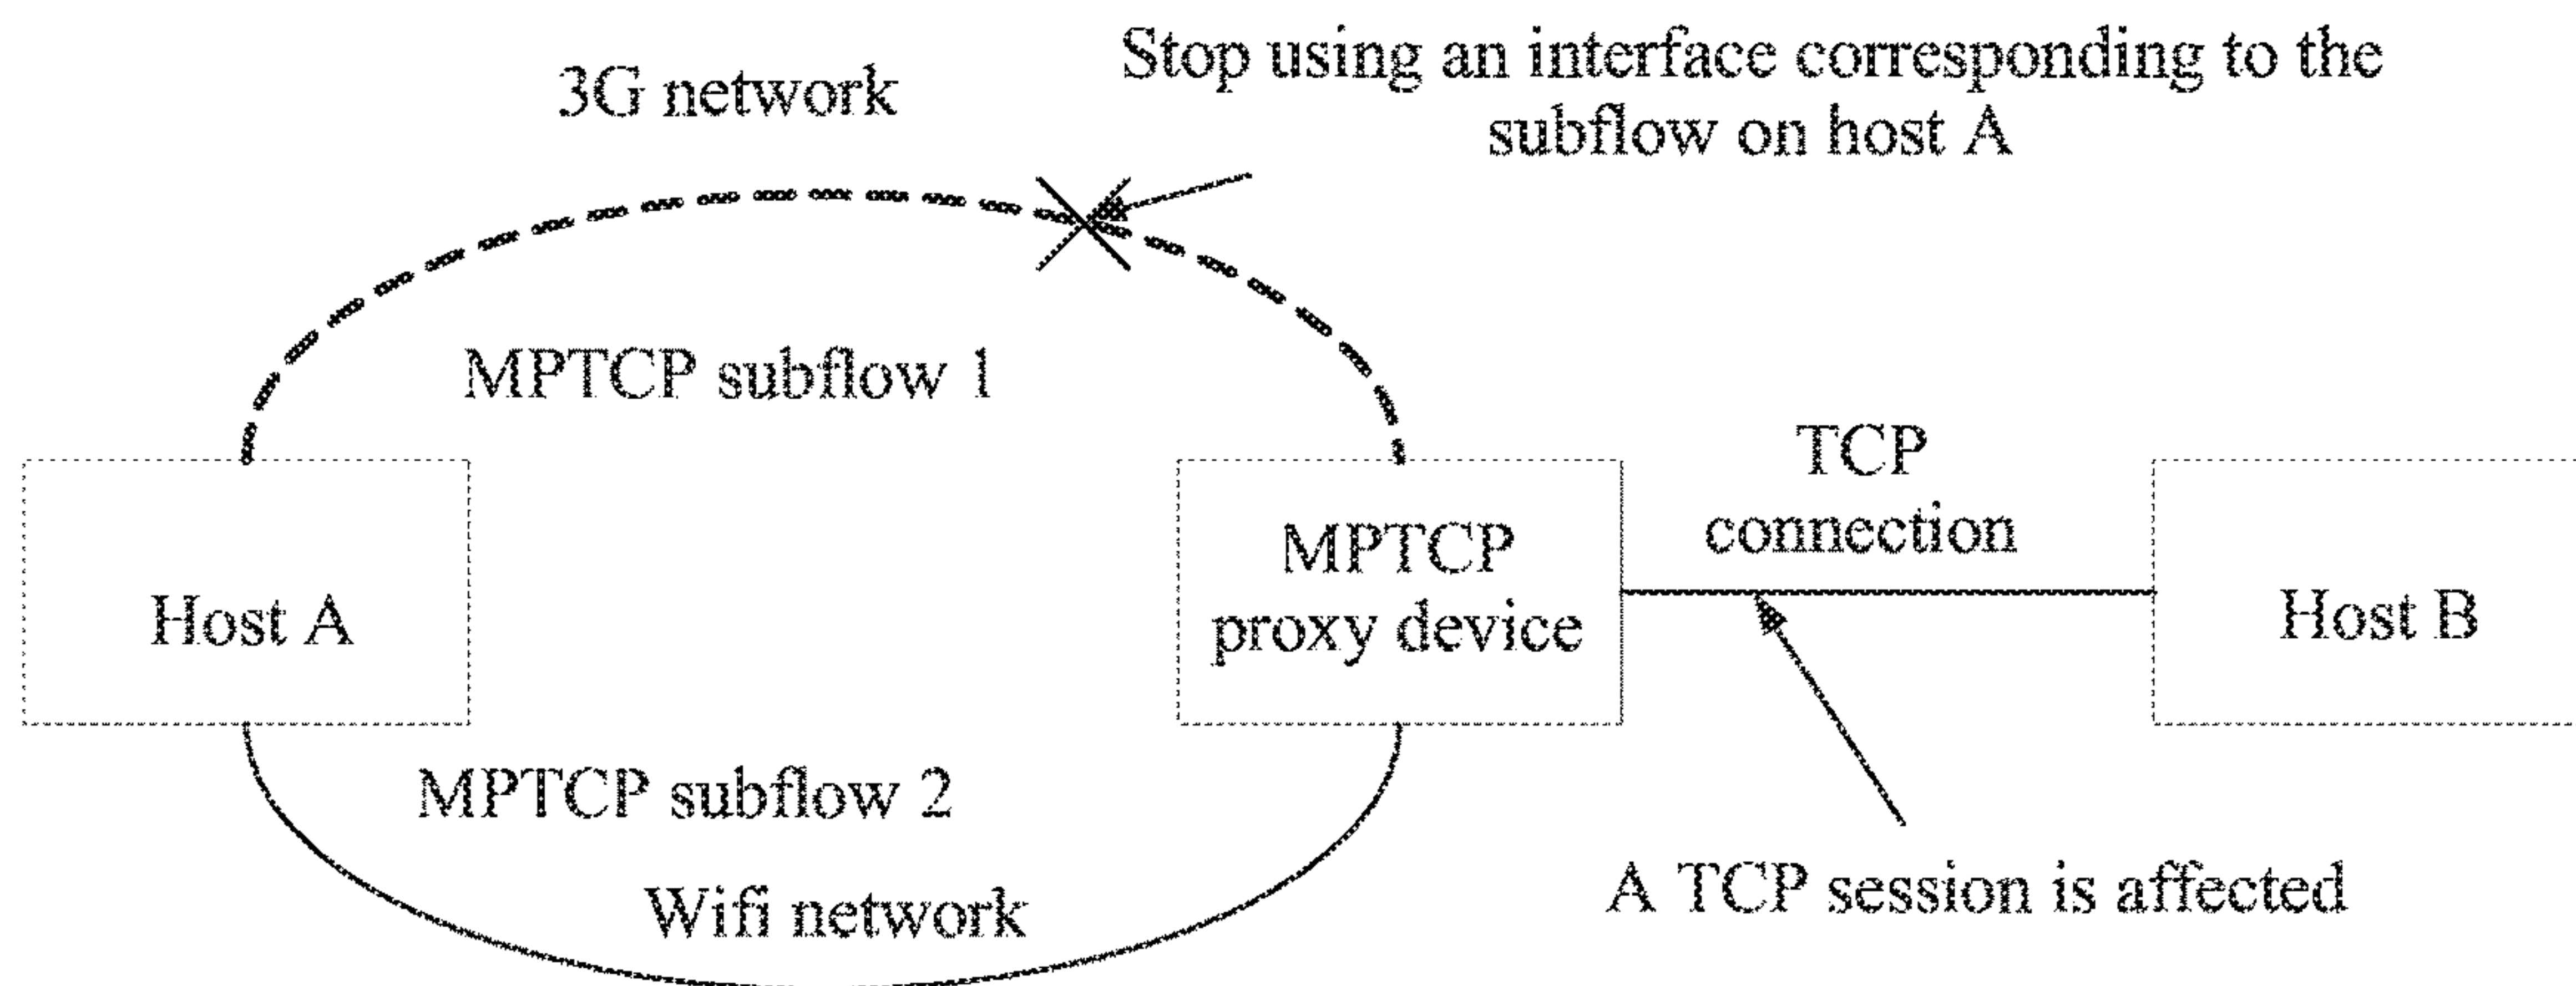 3G network
Stop using an interface corresponding to the
subflow on host A
MPTCP subflow 1
Host A
MPTCP
proxy device
TCP
connection
Host B
MPTCP subflow 2
Wifi network
A TCP session is affected